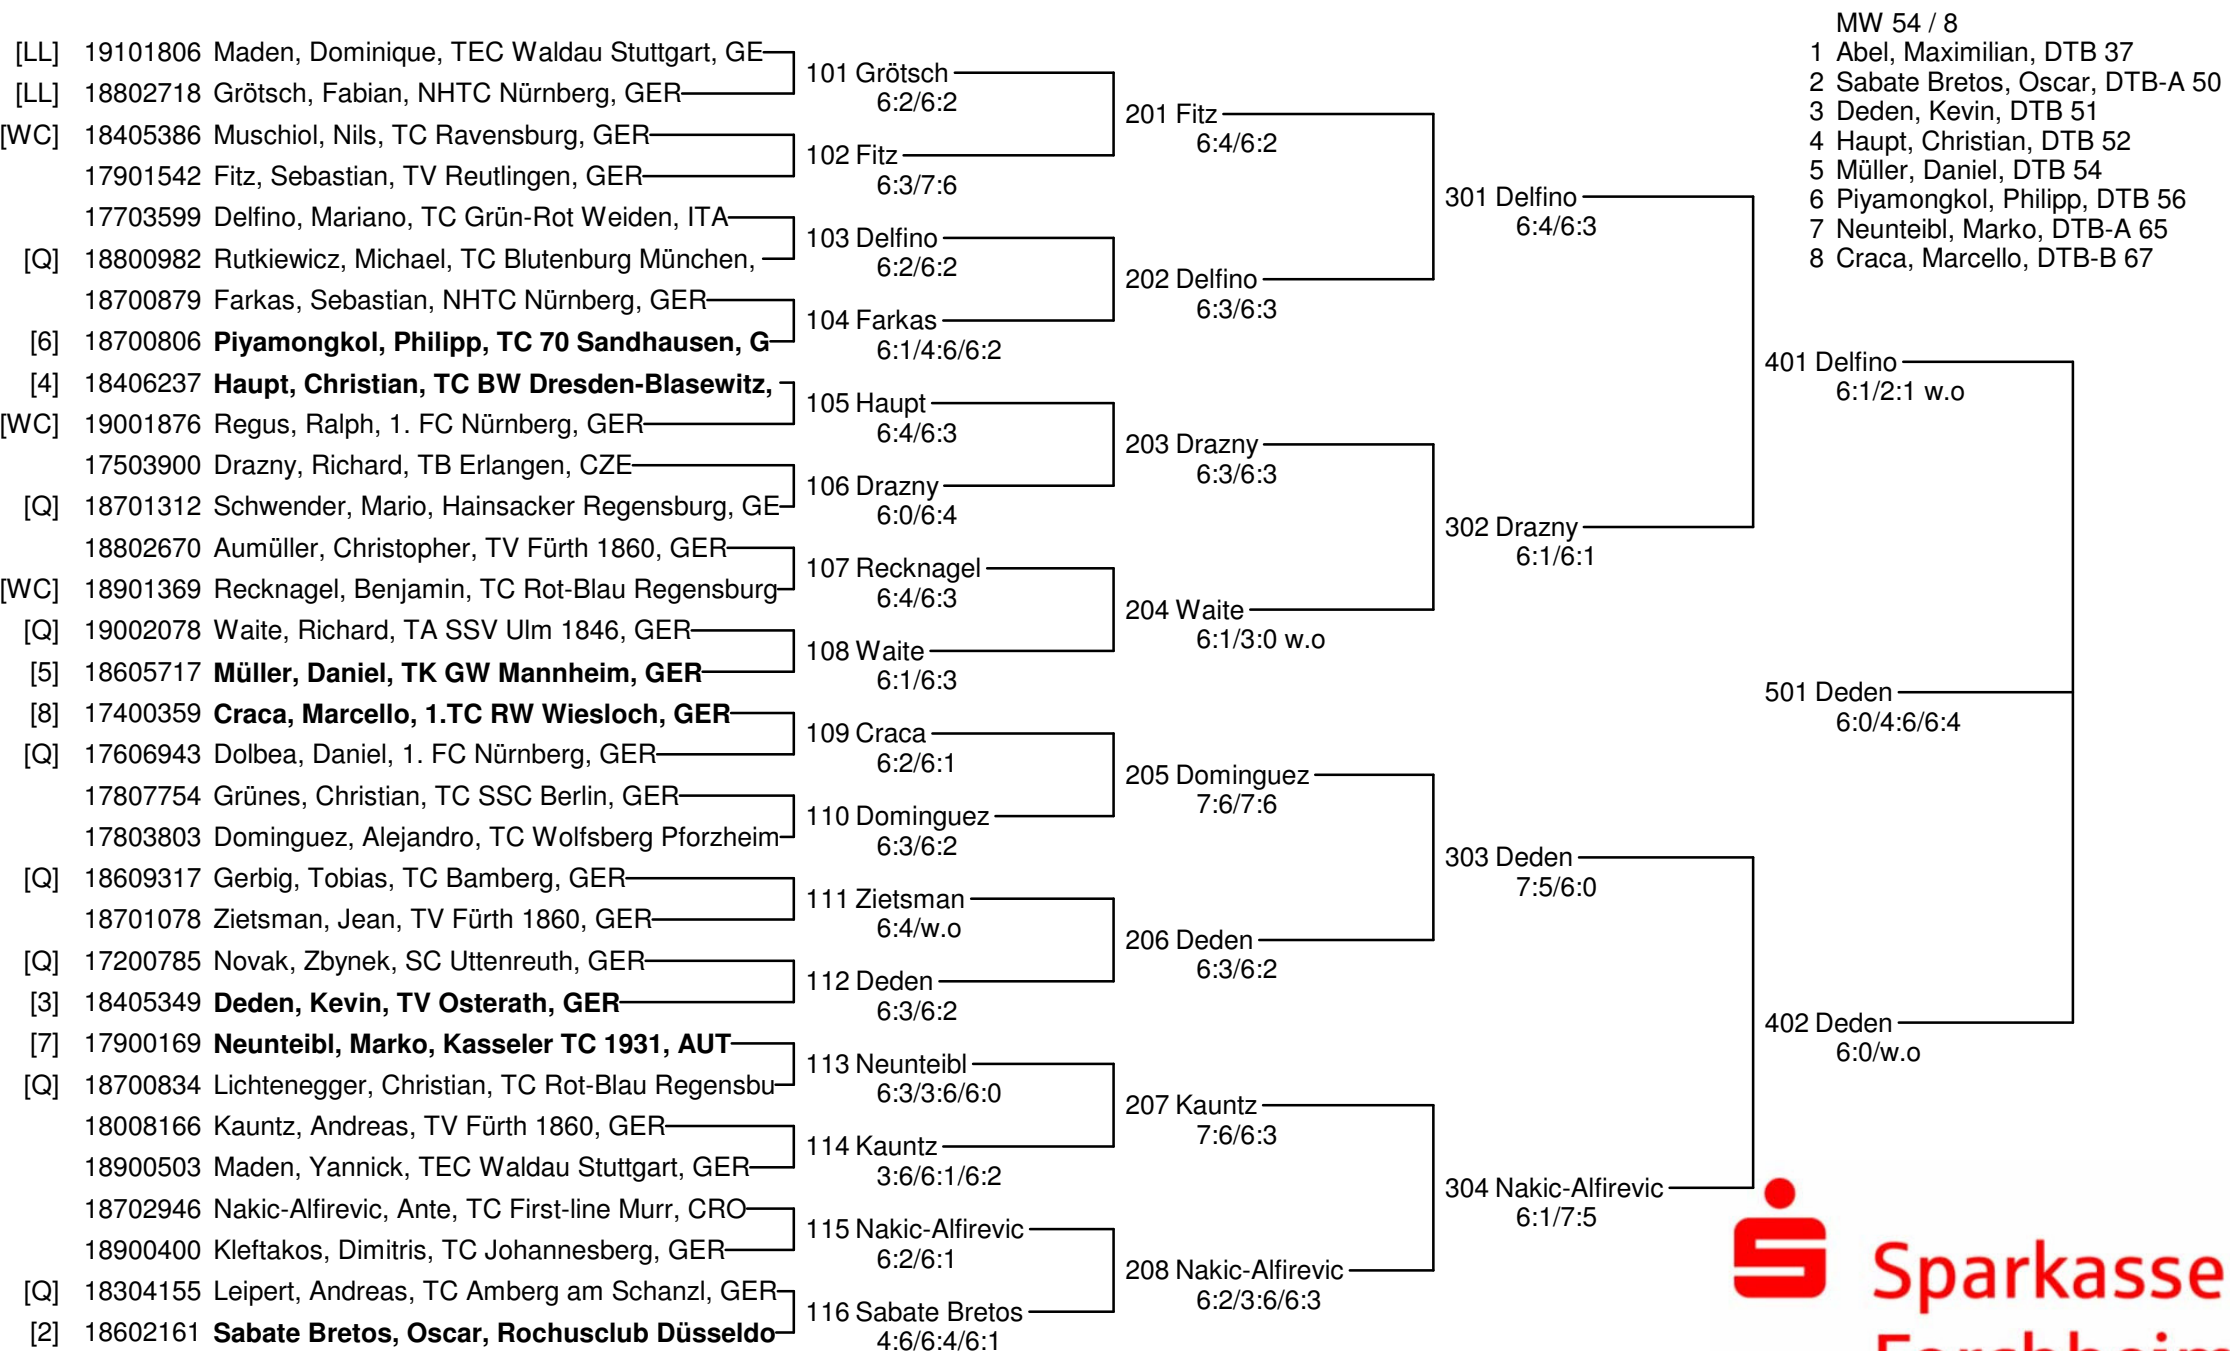 MW 54 / 8
1 Abel, Maximilian, DTB 37
2 Sabate Bretos, Oscar, DTB-A 50
3 Deden, Kevin, DTB 51
4 Haupt, Christian, DTB 52
5 Müller, Daniel, DTB 54
6 Piyamongkol, Philipp, DTB 56
7 Neunteibl, Marko, DTB-A 65
8 Craca, Marcello, DTB-B 67
[LL] 19101806 Maden, Dominique, TEC Waldau Stuttgart, GE
[LL] 18802718 Grötsch, Fabian, NHTC Nürnberg, GER
[WC] 18405386 Muschiol, Nils, TC Ravensburg, GER
17901542 Fitz, Sebastian, TV Reutlingen, GER
17703599 Delfino, Mariano, TC Grün-Rot Weiden, ITA
[Q] 18800982 Rutkiewicz, Michael, TC Blutenburg München,
18700879 Farkas, Sebastian, NHTC Nürnberg, GER
[6] 18700806 Piyamongkol, Philipp, TC 70 Sandhausen, G
[4] 18406237 Haupt, Christian, TC BW Dresden-Blasewitz,
[WC] 19001876 Regus, Ralph, 1. FC Nürnberg, GER
17503900 Drazny, Richard, TB Erlangen, CZE
[Q] 18701312 Schwender, Mario, Hainsacker Regensburg, GE
18802670 Aumüller, Christopher, TV Fürth 1860, GER
[WC] 18901369 Recknagel, Benjamin, TC Rot-Blau Regensburg
[Q] 19002078 Waite, Richard, TA SSV Ulm 1846, GER
[5] 18605717 Müller, Daniel, TK GW Mannheim, GER
[8] 17400359 Craca, Marcello, 1.TC RW Wiesloch, GER
[Q] 17606943 Dolbea, Daniel, 1. FC Nürnberg, GER
17807754 Grünes, Christian, TC SSC Berlin, GER
17803803 Dominguez, Alejandro, TC Wolfsberg Pforzheim
[Q] 18609317 Gerbig, Tobias, TC Bamberg, GER
18701078 Zietsman, Jean, TV Fürth 1860, GER
[Q] 17200785 Novak, Zbynek, SC Uttenreuth, GER
[3] 18405349 Deden, Kevin, TV Osterath, GER
[7] 17900169 Neunteibl, Marko, Kasseler TC 1931, AUT
[Q] 18700834 Lichtenegger, Christian, TC Rot-Blau Regensbu
18008166 Kauntz, Andreas, TV Fürth 1860, GER
18900503 Maden, Yannick, TEC Waldau Stuttgart, GER
18702946 Nakic-Alfirevic, Ante, TC First-line Murr, CRO
18900400 Kleftakos, Dimitris, TC Johannesberg, GER
[Q] 18304155 Leipert, Andreas, TC Amberg am Schanzl, GER
[2] 18602161 Sabate Bretos, Oscar, Rochusclub Düsseldo
101 Grötsch
6:2/6:2
102 Fitz
6:3/7:6
103 Delfino
6:2/6:2
104 Farkas
6:1/4:6/6:2
105 Haupt
6:4/6:3
106 Drazny
6:0/6:4
107 Recknagel
6:4/6:3
108 Waite
6:1/6:3
109 Craca
6:2/6:1
110 Dominguez
6:3/6:2
111 Zietsman
6:4/w.o
112 Deden
6:3/6:2
113 Neunteibl
6:3/3:6/6:0
114 Kauntz
3:6/6:1/6:2
115 Nakic-Alfirevic
6:2/6:1
116 Sabate Bretos
4:6/6:4/6:1
201 Fitz
6:4/6:2
202 Delfino
6:3/6:3
203 Drazny
6:3/6:3
204 Waite
6:1/3:0 w.o
205 Dominguez
7:6/7:6
206 Deden
6:3/6:2
207 Kauntz
7:6/6:3
208 Nakic-Alfirevic
6:2/3:6/6:3
301 Delfino
6:4/6:3
302 Drazny
6:1/6:1
303 Deden
7:5/6:0
304 Nakic-Alfirevic
6:1/7:5
401 Delfino
6:1/2:1 w.o
402 Deden
6:0/w.o
501 Deden
6:0/4:6/6:4
Sparkasse